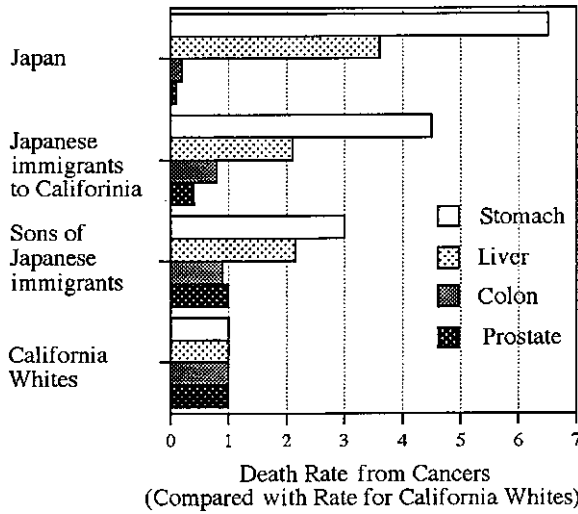 Japan
Japanese
immigrants
to Califorinia
Sons of
Japanese
immigrants
California
Whites
Stomach
Liver
Colon
Prostate
0 1 2 3 4 5 6 7
Death Rate from Cancers
(Compared with Rate for California Whites)